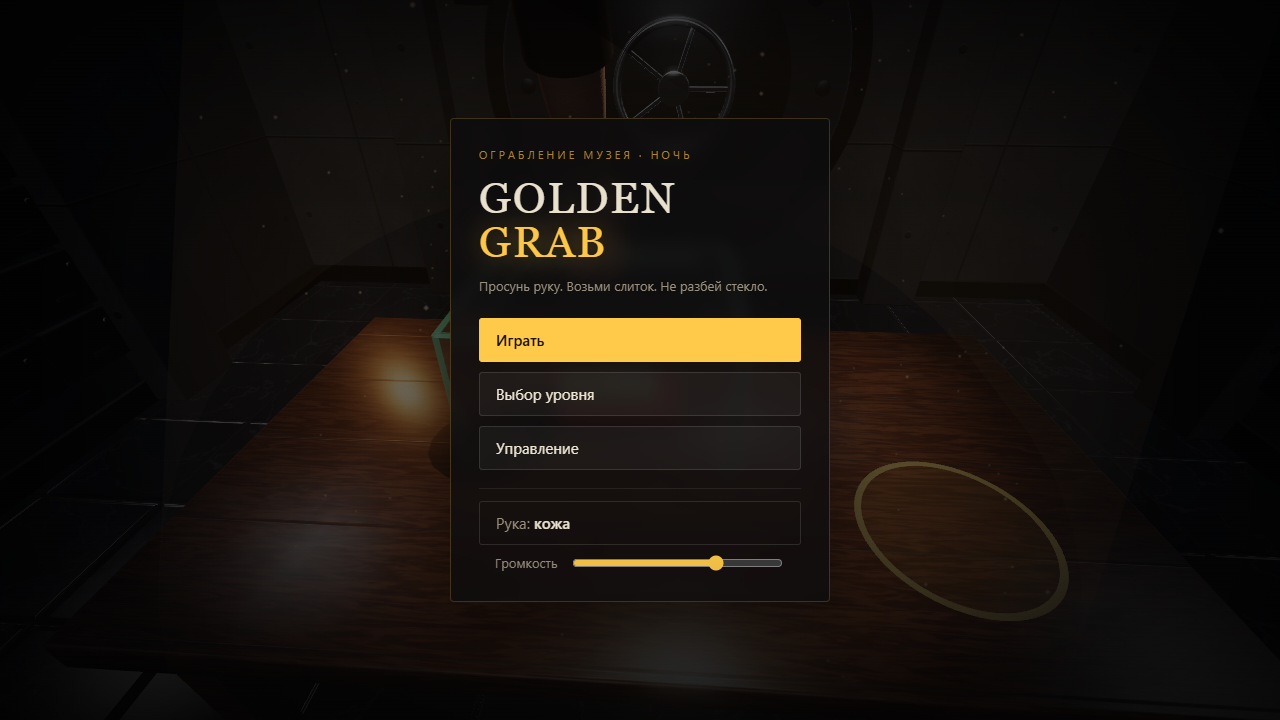 ОГРАБЛЕНИЕ МУЗЕЯ · НОЧЬ
GOLDEN
GRAB
Просунь руку. Возьми слиток. Не разбей стекло.
Играть
Выбор уровня
Управление
Рука: кожа
Громкость